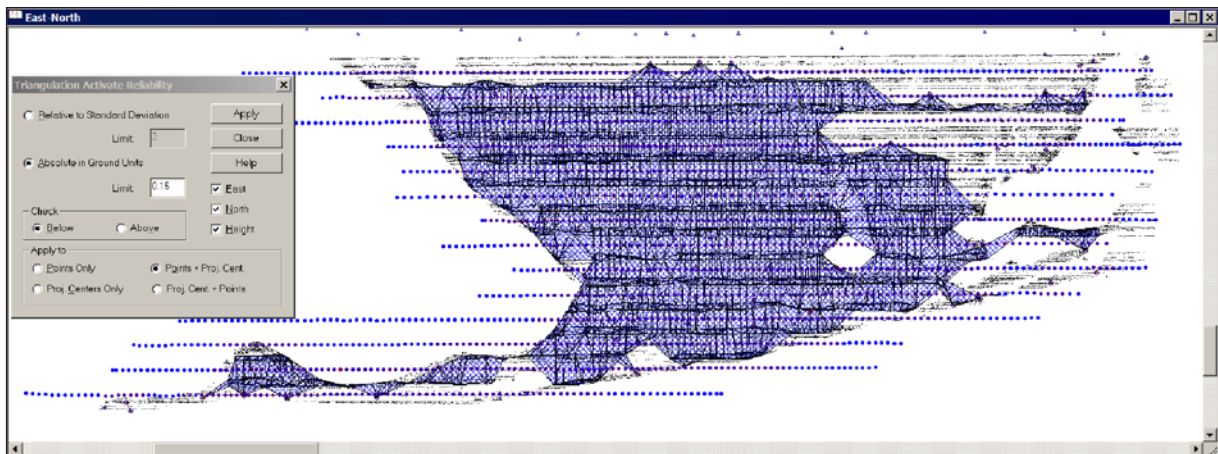 East-North
Triangulation Activate Reliability
Relative to Standard Deviation
Apply
Limit: 3
Close
Absolute in Ground Units
Help
Limit: 0.15
East
Check
North
Below Above
Height
Apply to
Points Only Points + Proj. Cent.
Proj. Centers Only Proj. Cent. + Points